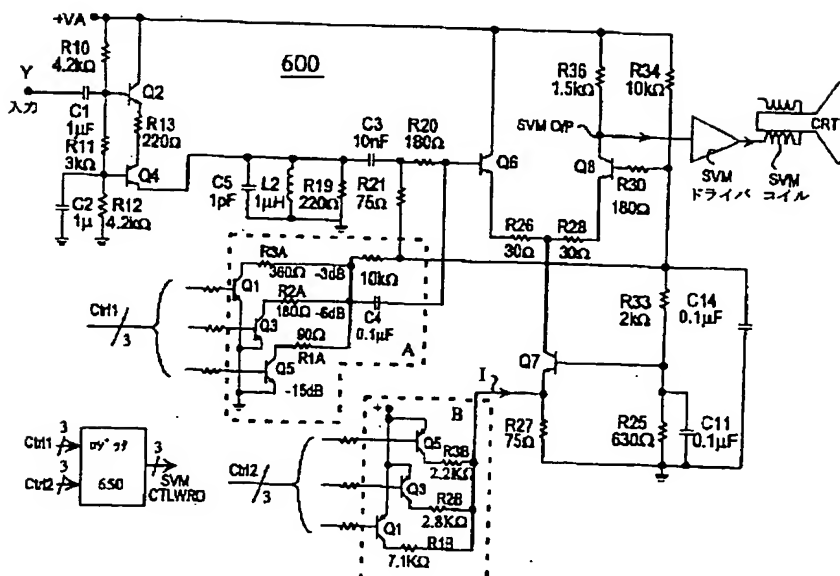 +VA
R10
4.2kΩ
600
R36
1.5kΩ
R34
10kΩ
Y
入力
Q2
C1
1μF
R13
220Ω
R11
3kΩ
C3
10nF
R20
180Ω
SVM O/P
CRT
Q6
Q8
SVM
ドライバ
SVM
コイル
Q4
C5
1pF
L2
1μH
R19
220Ω
R21
75Ω
R30
180Ω
C2
1μ
R12
4.2kΩ
R26
30Ω
R28
30Ω
R3A
360Ω
-3dB
10kΩ
Q1
R2A
180Ω
-6dB
C4
0.1μF
R33
2kΩ
C14
0.1μF
Ctrl1
3
Q3
90Ω
R1A
A
Q5
-15dB
Q7
I
B
R27
75Ω
R25
630Ω
C11
0.1μF
3
Ctrl1
3
Ctrl2
650
3
SVM
CTLWRD
Ctrl2
3
Q5
R3B
2.2KΩ
Q3
R2B
2.8KΩ
Q1
R1B
7.1KΩ